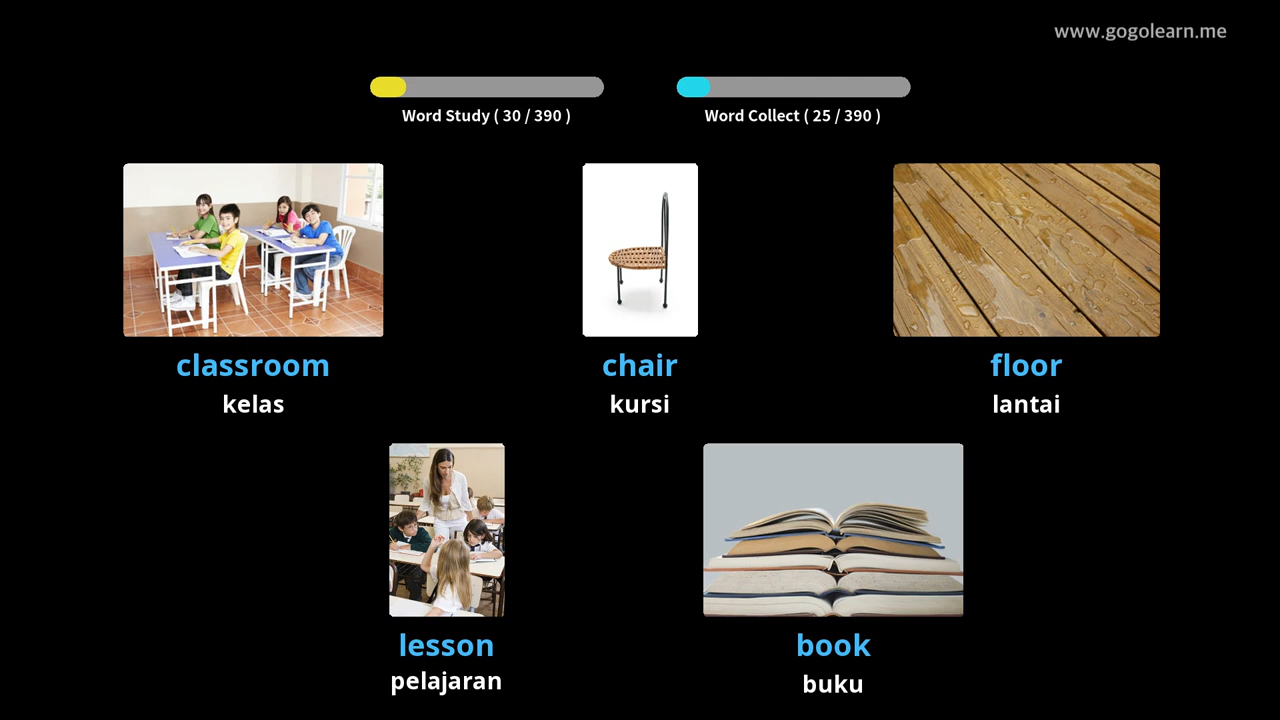 www.gogolearn.me
Word Study ( 30 / 390 )
Word Collect ( 25 / 390 )
classroom
kelas
chair
kursi
floor
lantai
lesson
pelajaran
book
buku